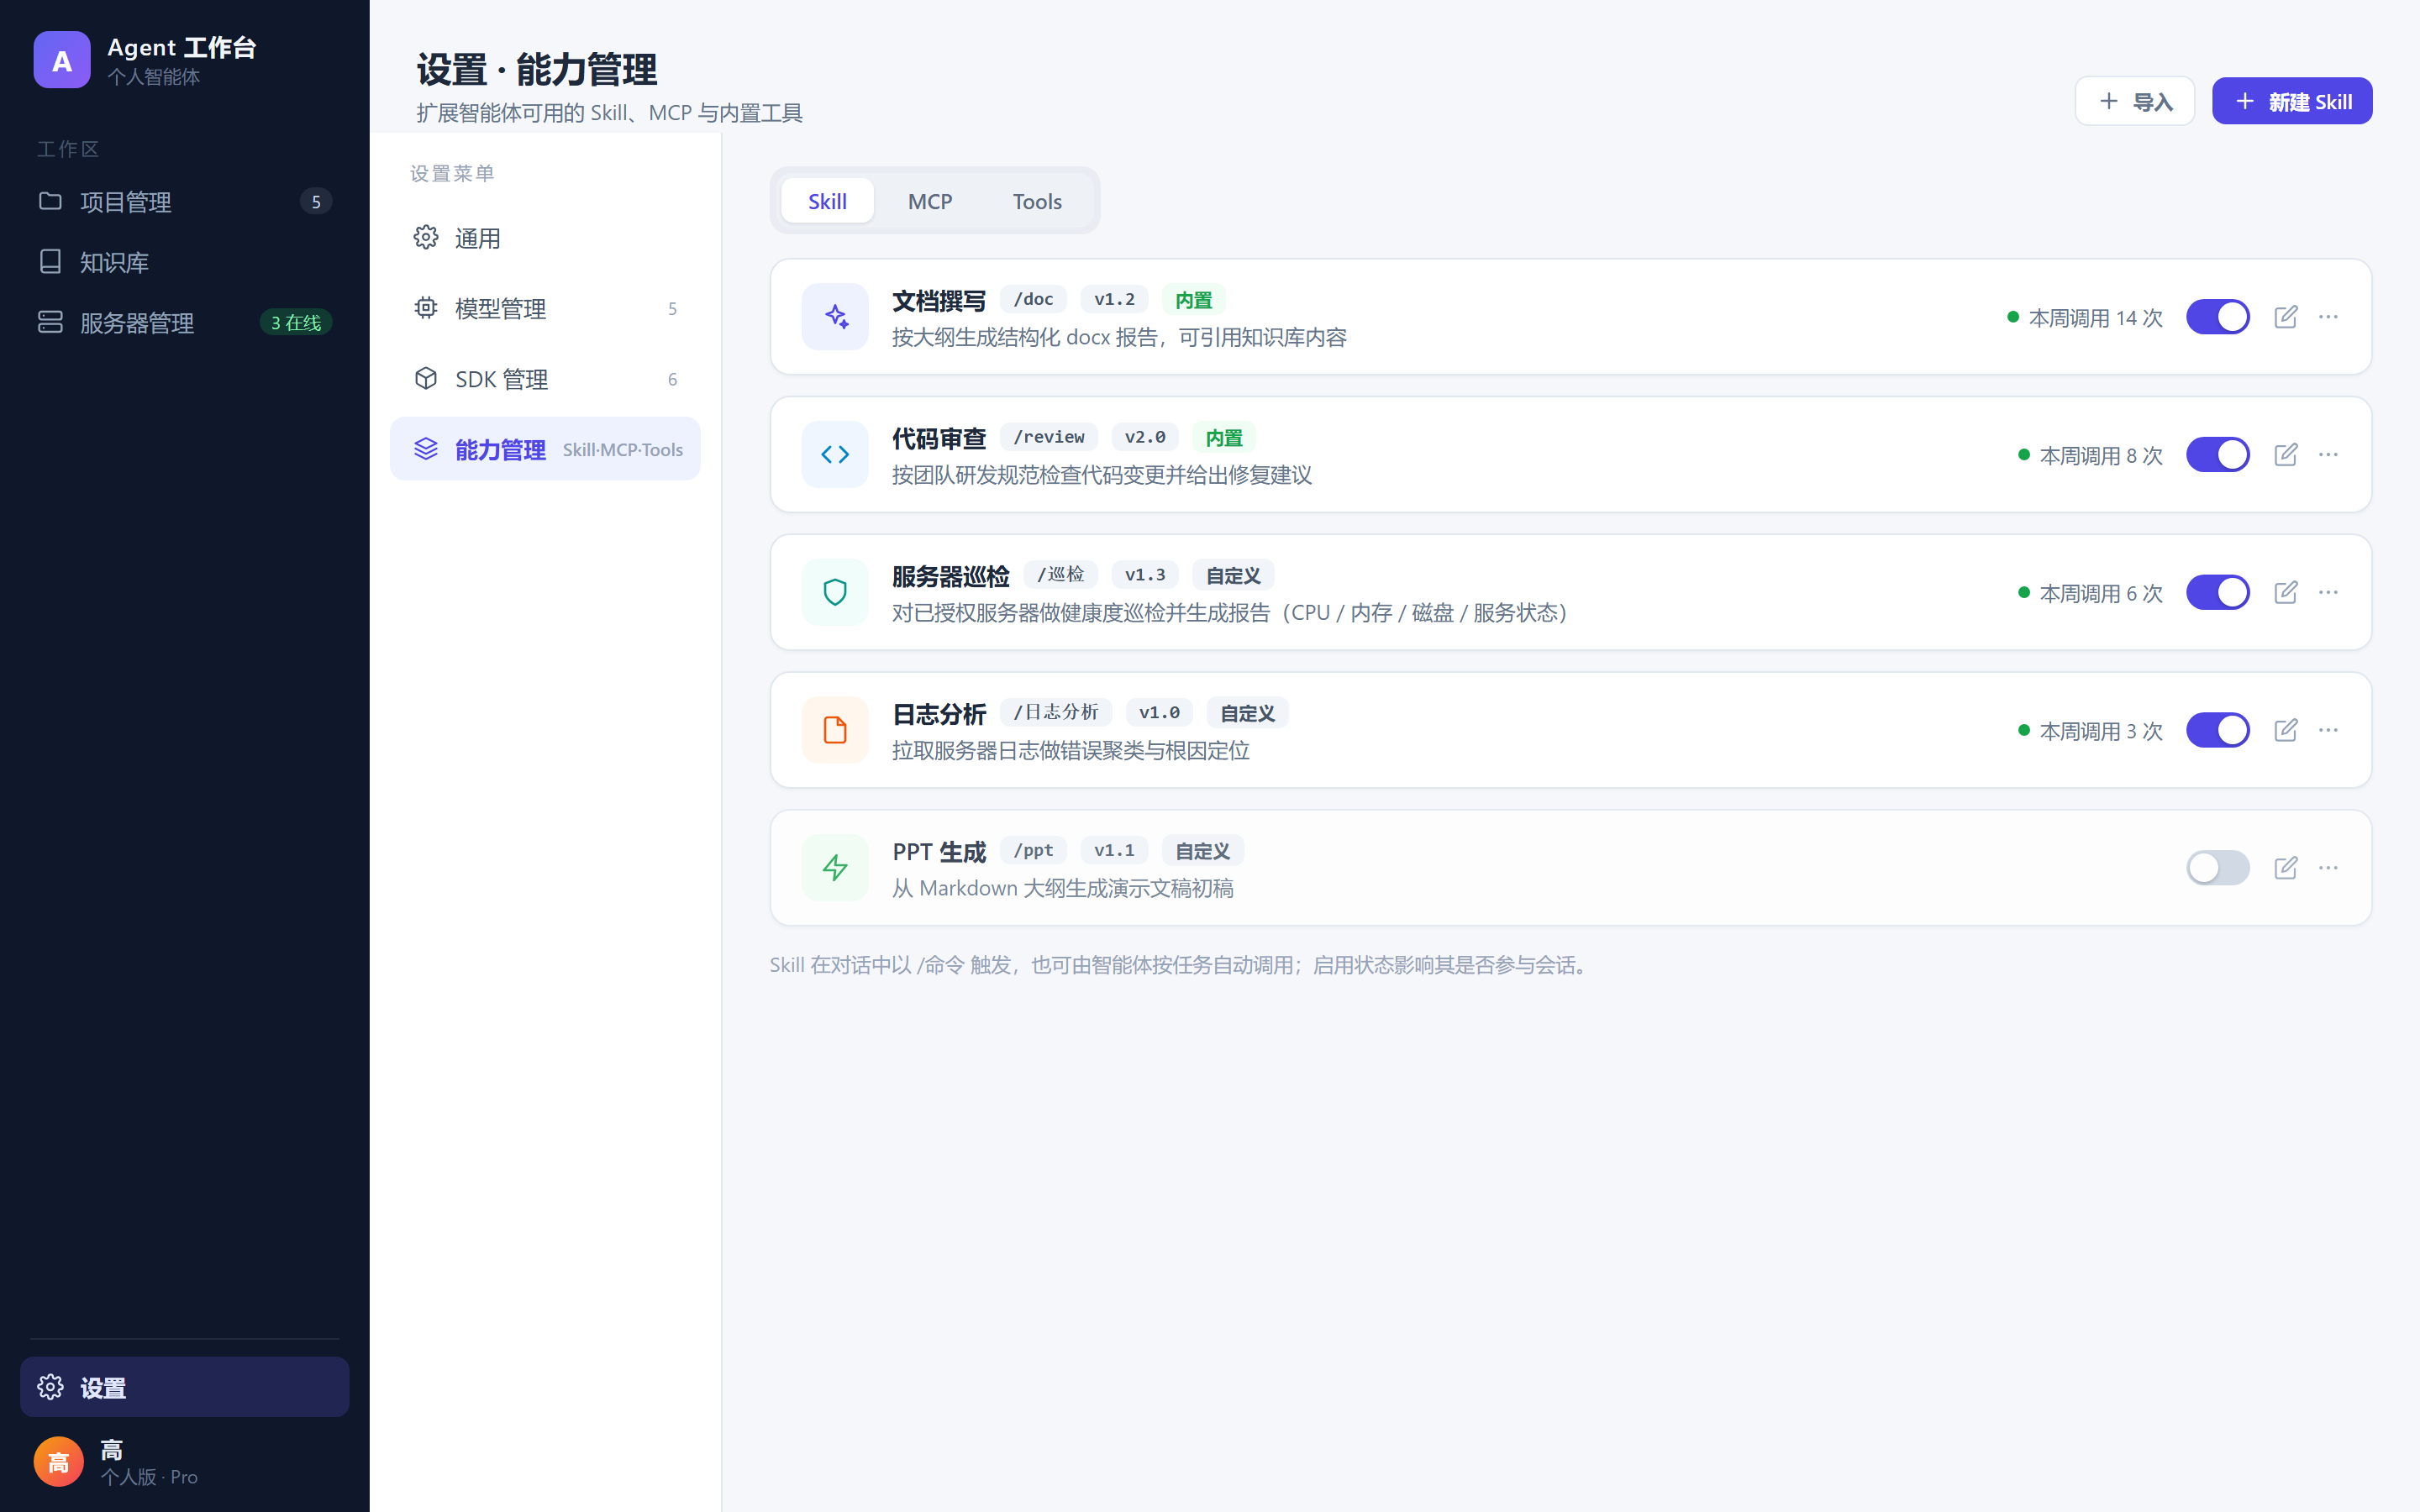 A
Agent 工作台
个人智能体
工作区
项目管理 5
知识库
服务器管理 3 在线
设置
高
高
个人版 · Pro
设置 · 能力管理
扩展智能体可用的 Skill、MCP 与内置工具
导入
新建 Skill
设置菜单
通用
模型管理 5
SDK 管理 6
能力管理 Skill·MCP·Tools
Skill MCP Tools
文档撰写 /doc v1.2 内置
按大纲生成结构化 docx 报告，可引用知识库内容
本周调用 14 次
代码审查 /review v2.0 内置
按团队研发规范检查代码变更并给出修复建议
本周调用 8 次
服务器巡检 /巡检 v1.3 自定义
对已授权服务器做健康度巡检并生成报告（CPU / 内存 / 磁盘 / 服务状态）
本周调用 6 次
日志分析 /日志分析 v1.0 自定义
拉取服务器日志做错误聚类与根因定位
本周调用 3 次
PPT 生成 /ppt v1.1 自定义
从 Markdown 大纲生成演示文稿初稿
Skill 在对话中以 /命令 触发，也可由智能体按任务自动调用；启用状态影响其是否参与会话。